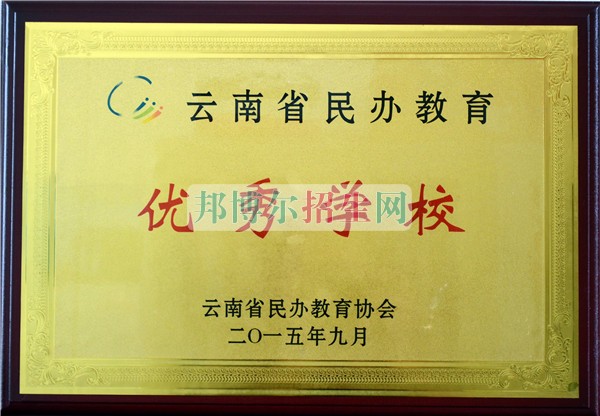 云南省民办教育
优秀学校
邦博尔招生网
云南省民办教育协会
二〇一五年九月